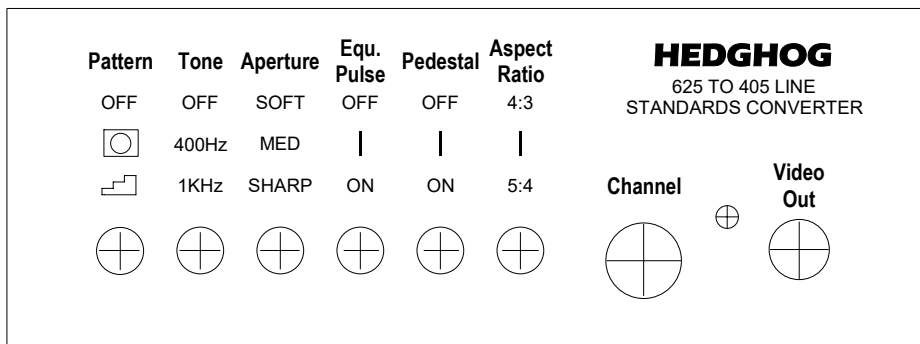 Pattern Tone Aperture Equ. Pulse Pedestal Aspect Ratio
OFF OFF SOFT OFF OFF 4:3
400Hz MED
1KHz SHARP ON ON 5:4
HEDGHOG
625 TO 405 LINE
STANDARDS CONVERTER
Channel
Video
Out